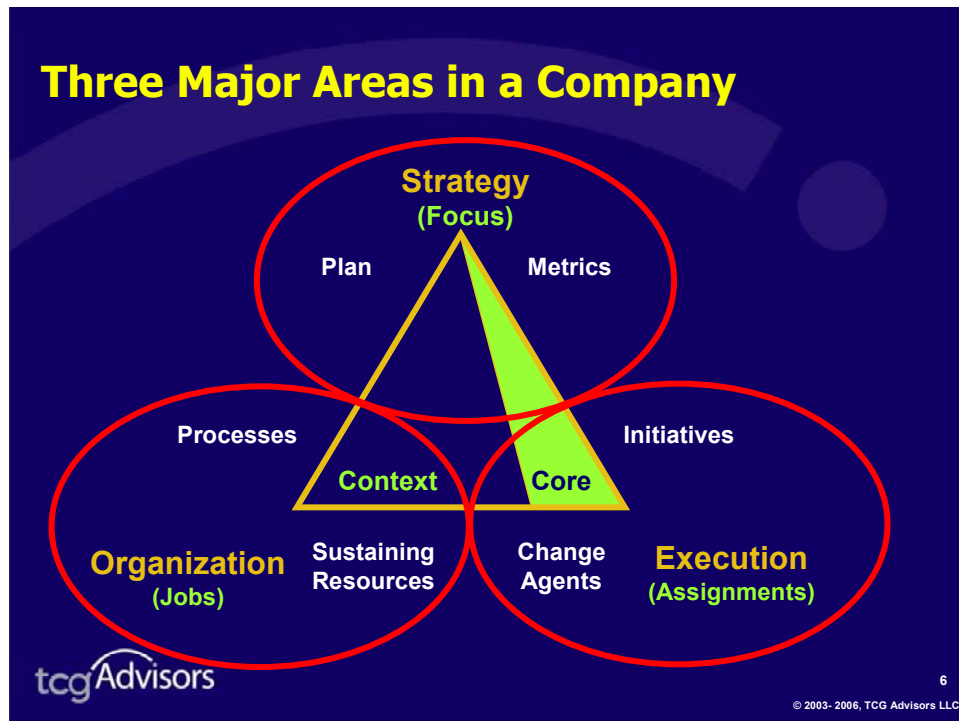 Three Major Areas in a Company
Strategy
(Focus)
Plan
Metrics
Processes
Initiatives
Context
Core
Organization
(Jobs)
Sustaining
Resources
Change
Agents
Execution
(Assignments)
tcgAdvisors
6
© 2003- 2006, TCG Advisors LLC